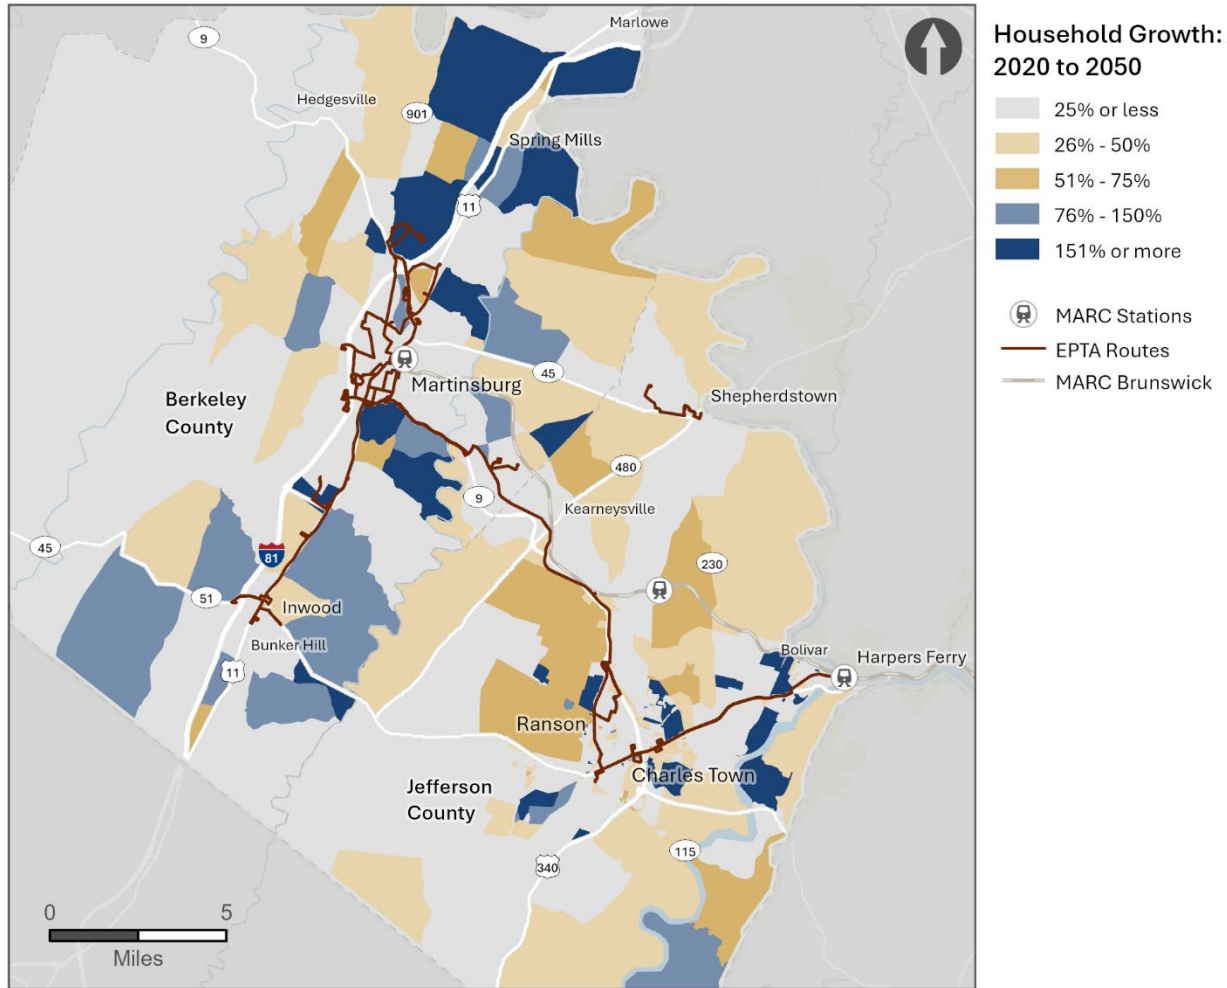 Marlowe
9
Hedgesville
901
Spring Mills
11
45
Martinsburg
Shepherdstown
Berkeley
County
480
9
Kearneysville
45
81
230
51
Inwood
Bunker Hill
11
Bolivar
Harpers Ferry
Ranson
Charles Town
Jefferson
County
115
340
0 5
Miles
Household Growth:
2020 to 2050
25% or less
26% - 50%
51% - 75%
76% - 150%
151% or more
MARC Stations
EPTA Routes
MARC Brunswick